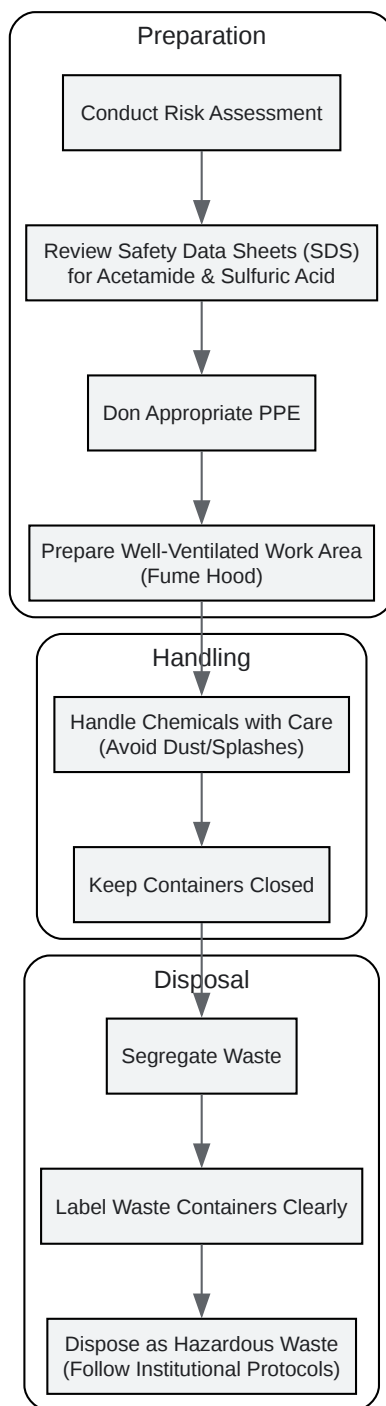 Preparation
Conduct Risk Assessment
Review Safety Data Sheets (SDS)
for Acetamide & Sulfuric Acid
Don Appropriate PPE
Prepare Well-Ventilated Work Area
(Fume Hood)
Handling
Handle Chemicals with Care
(Avoid Dust/Splashes)
Keep Containers Closed
Disposal
Segregate Waste
Label Waste Containers Clearly
Dispose as Hazardous Waste
(Follow Institutional Protocols)